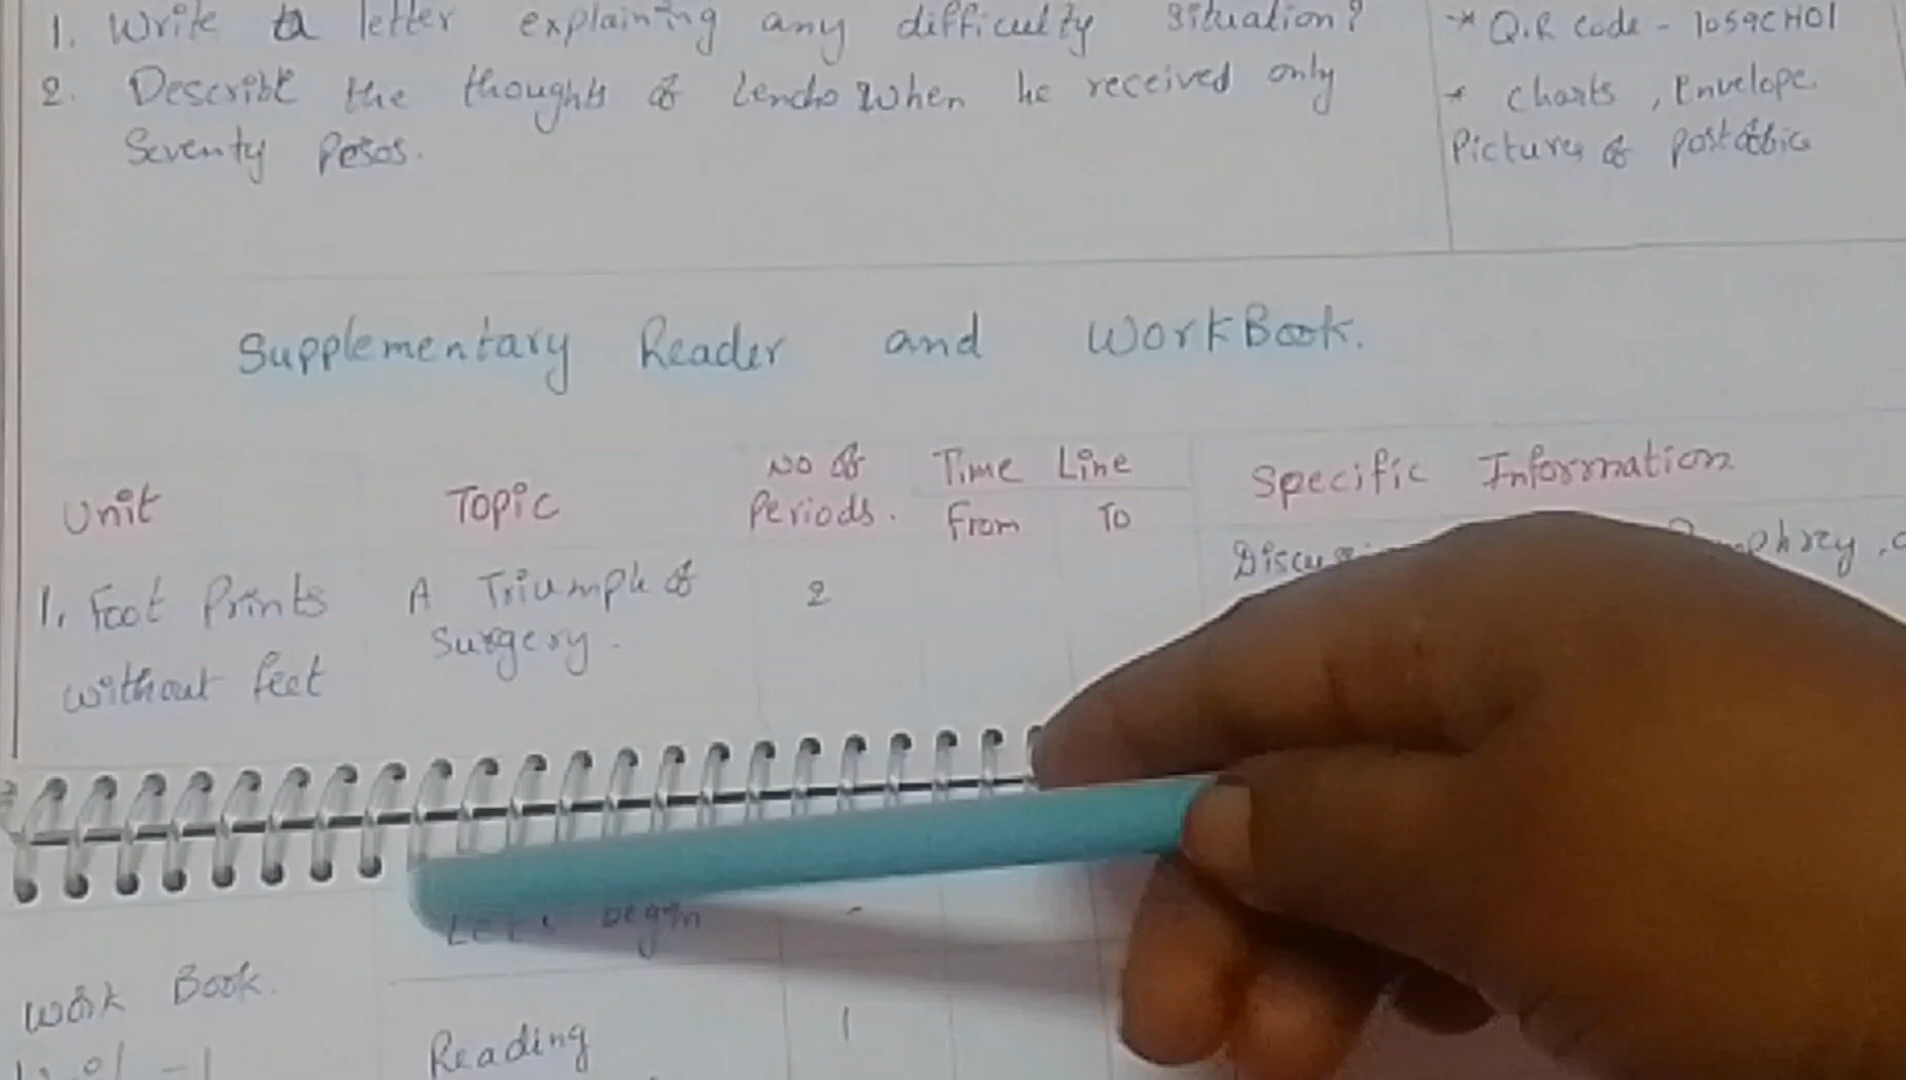 1. Write a letter explaining any difficulty situation?
2. Describe the thoughts of Lencho when he received only
Seventy Pesos.
* Q.R code - 1059CH01
* Charts, Envelope
Pictures of post office
Supplementary Reader and WorkBook.
Unit
Topic
No of
Periods.
Time Line
From To
Specific Information
1. Foot Prints
without feet
A Triumph of
Surgery.
2
Let's begin
-
Work Book.
Reading
1